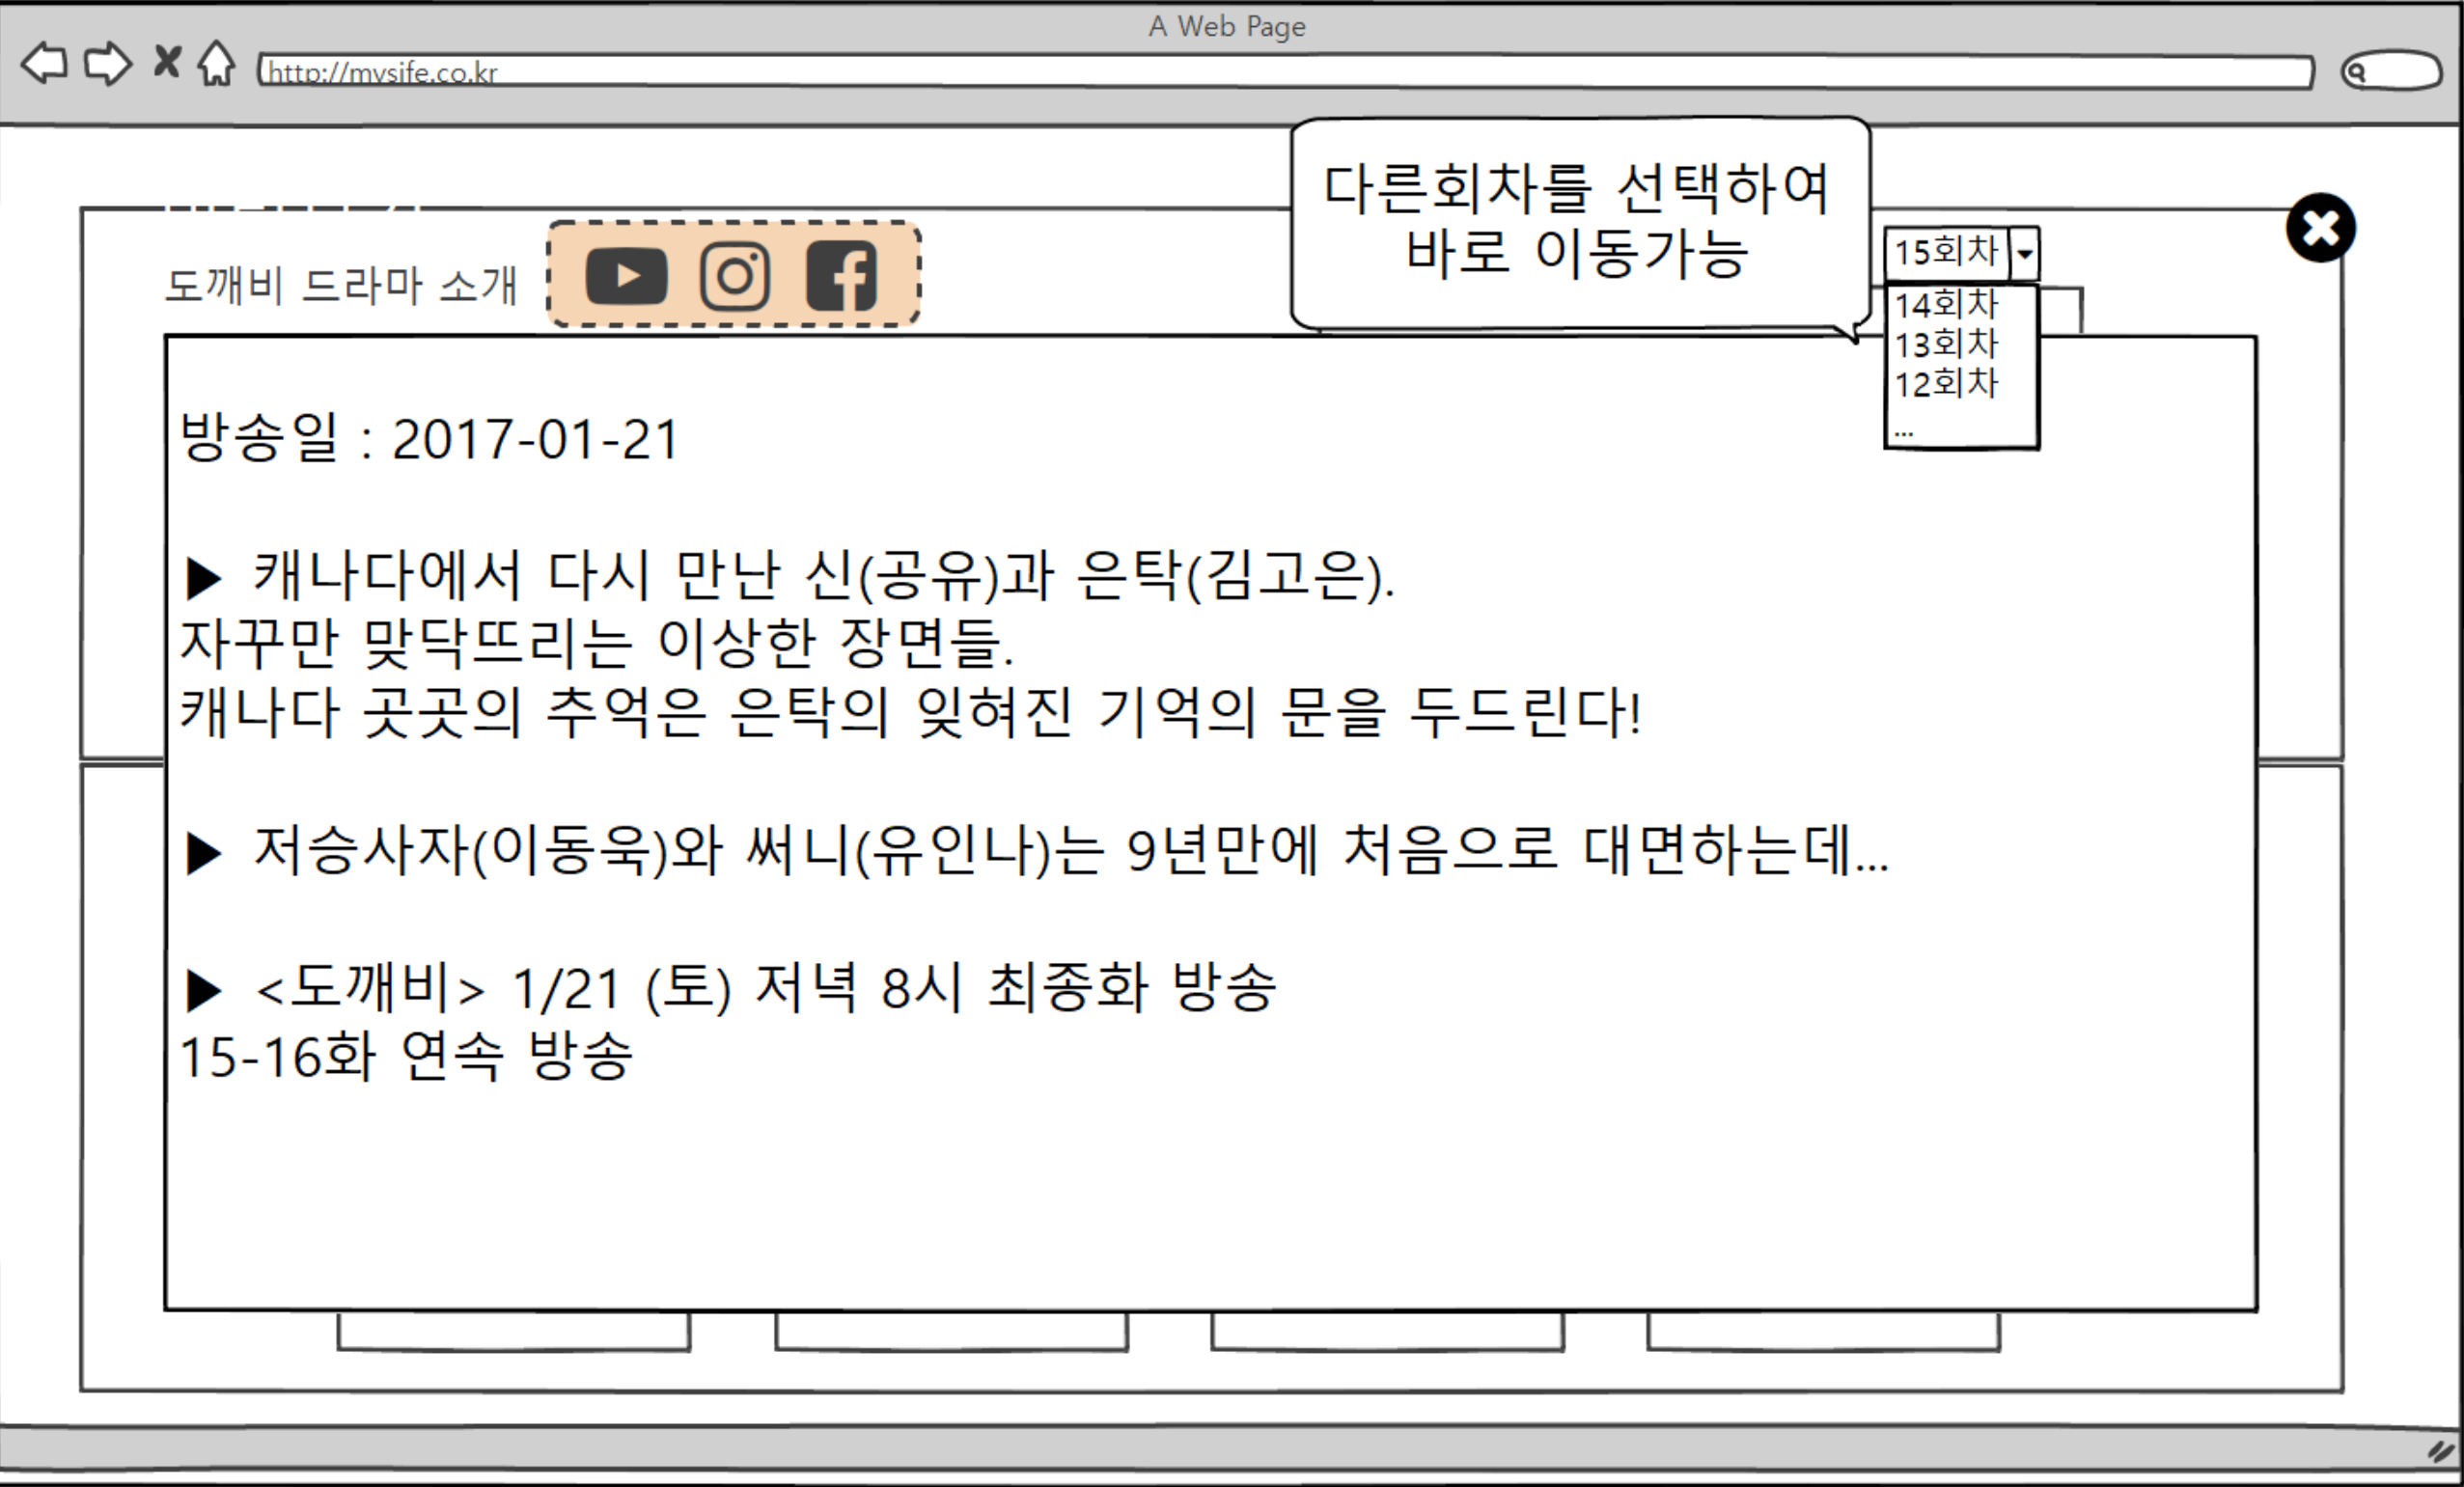 A Web Page
http://mysife.co.kr
다른회차를 선택하여
바로 이동가능
도깨비 드라마 소개
15회차
14회차
13회차
12회차
...
방송일 : 2017-01-21
▶ 캐나다에서 다시 만난 신(공유)과 은탁(김고은).
자꾸만 맞닥뜨리는 이상한 장면들.
캐나다 곳곳의 추억은 은탁의 잊혀진 기억의 문을 두드린다!
▶ 저승사자(이동욱)와 써니(유인나)는 9년만에 처음으로 대면하는데...
▶ <도깨비> 1/21 (토) 저녁 8시 최종화 방송
15-16화 연속 방송